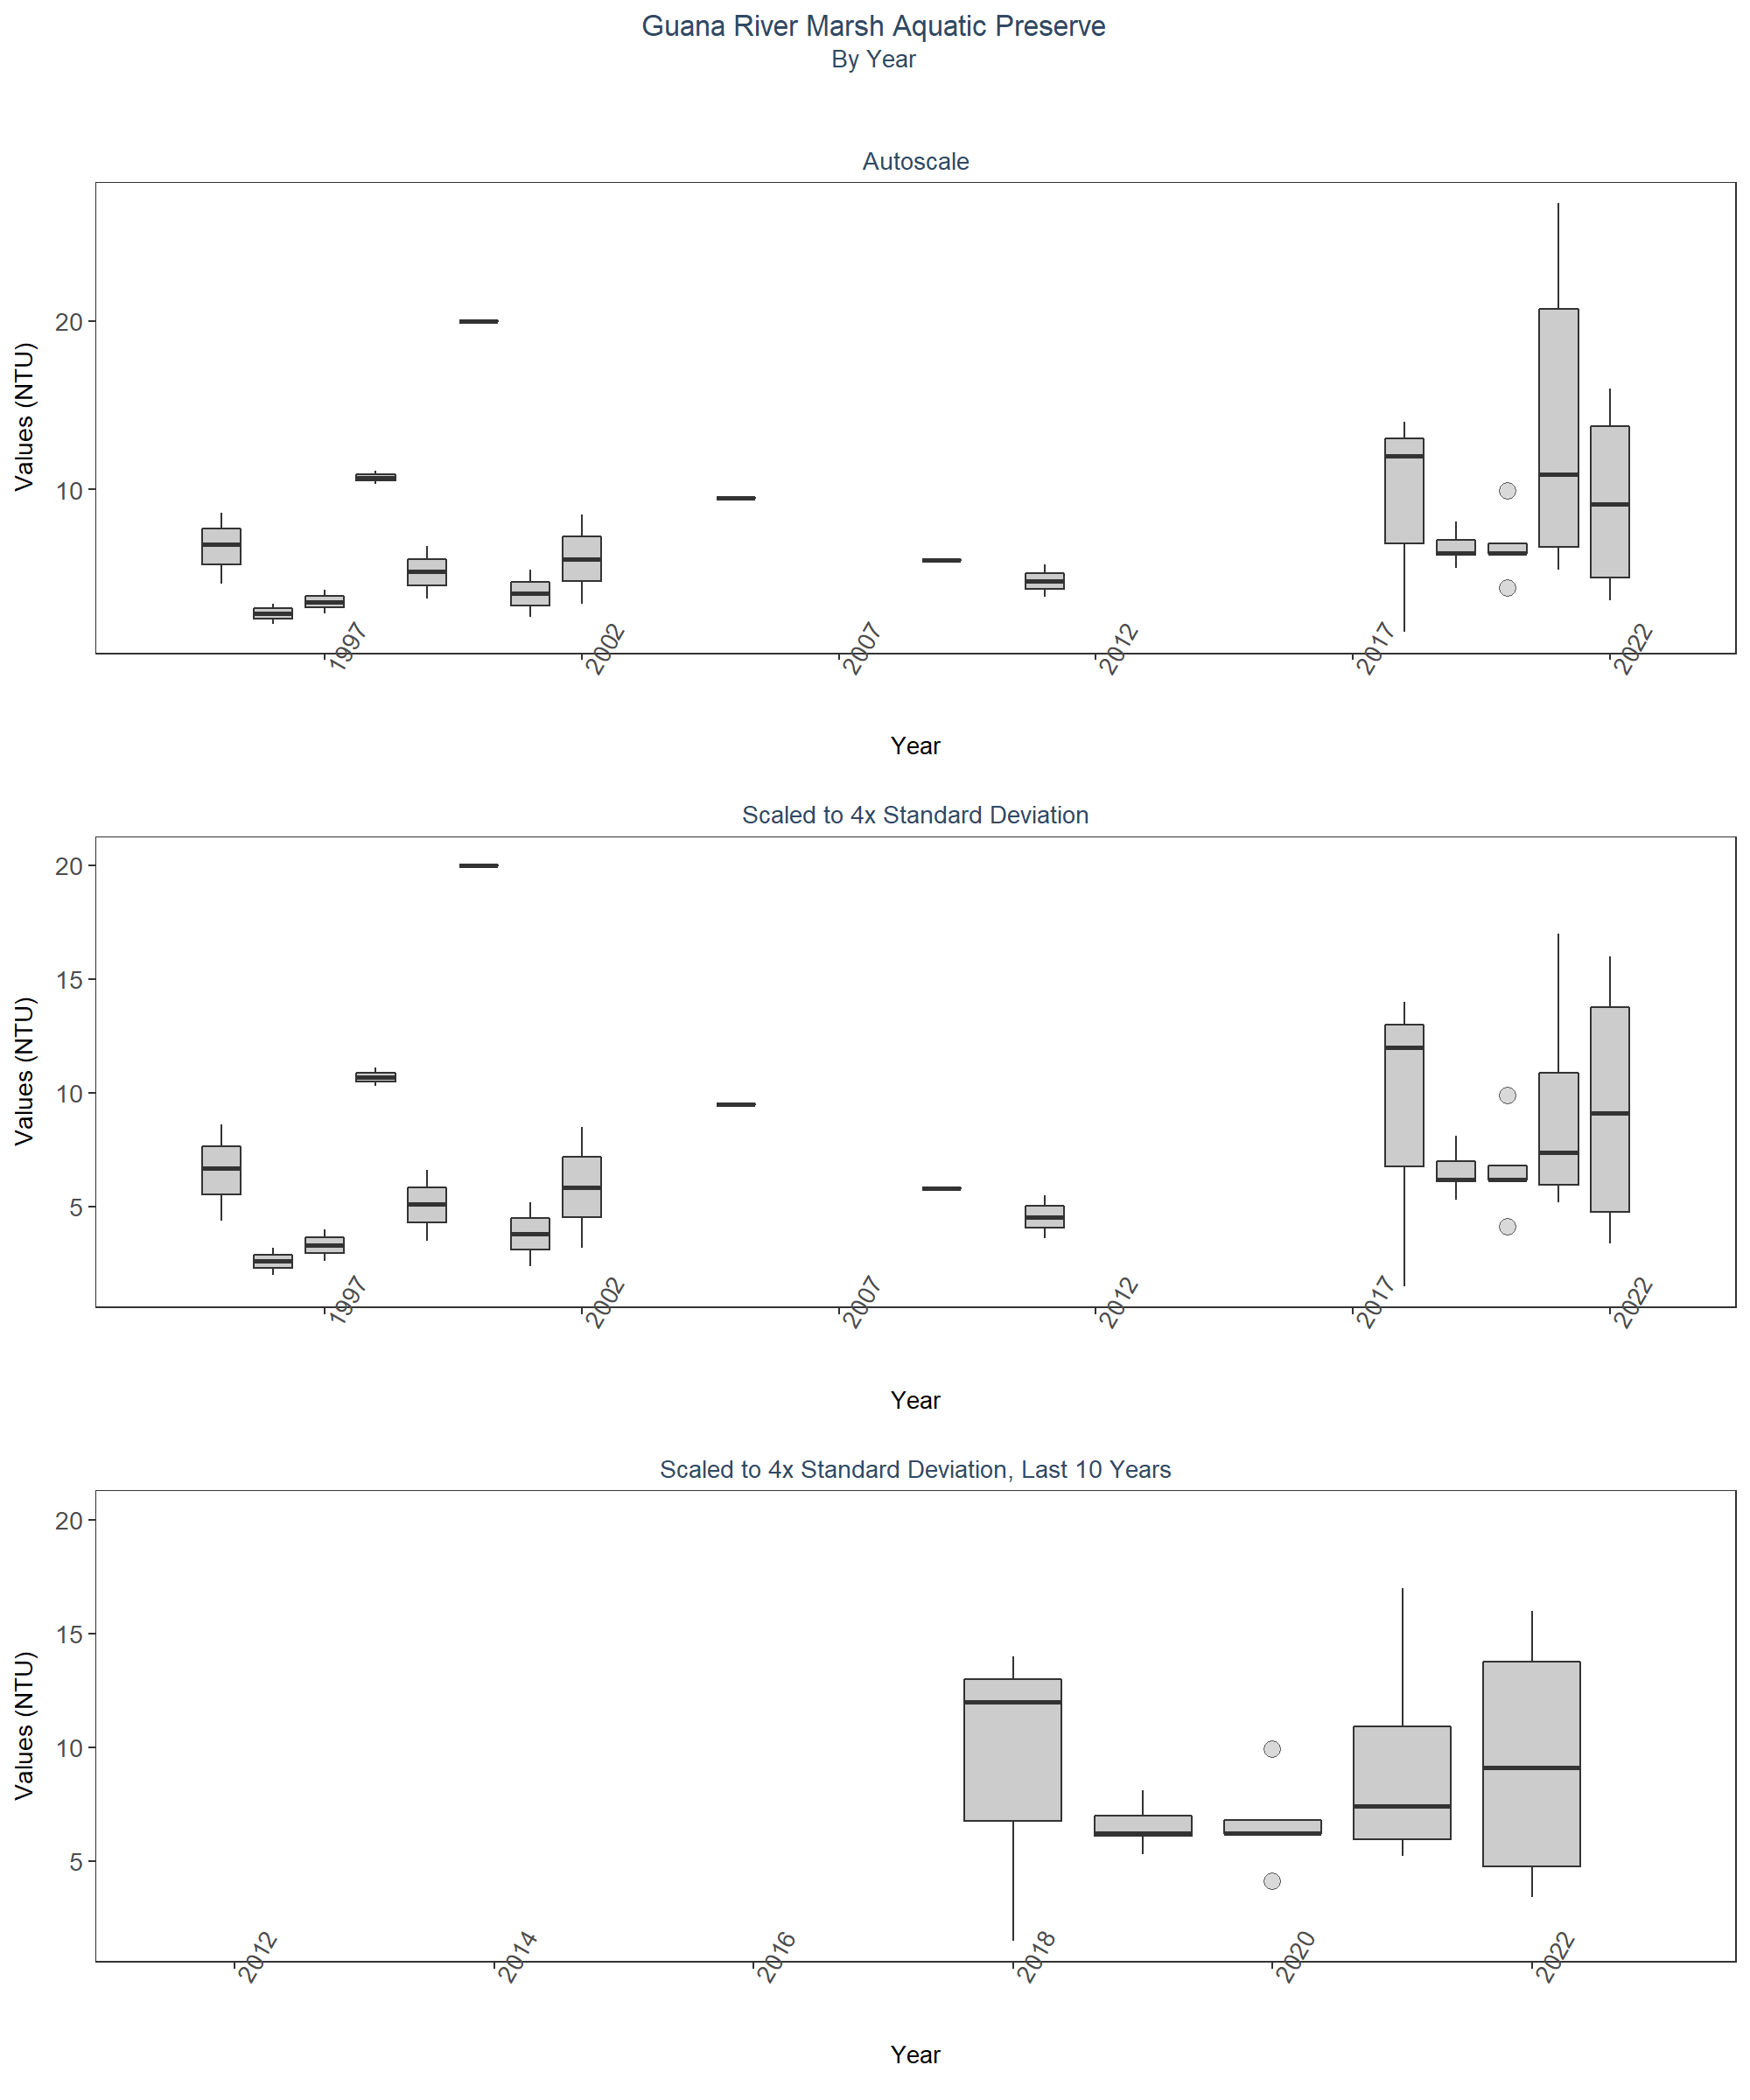 Guana River Marsh Aquatic Preserve
By Year
Autoscale
Values (NTU)
20
10
1997
2002
2007
2012
2017
2022
Year
Scaled to 4x Standard Deviation
Values (NTU)
20
15
10
5
1997
2002
2007
2012
2017
2022
Year
Scaled to 4x Standard Deviation, Last 10 Years
Values (NTU)
20
15
10
5
2012
2014
2016
2018
2020
2022
Year